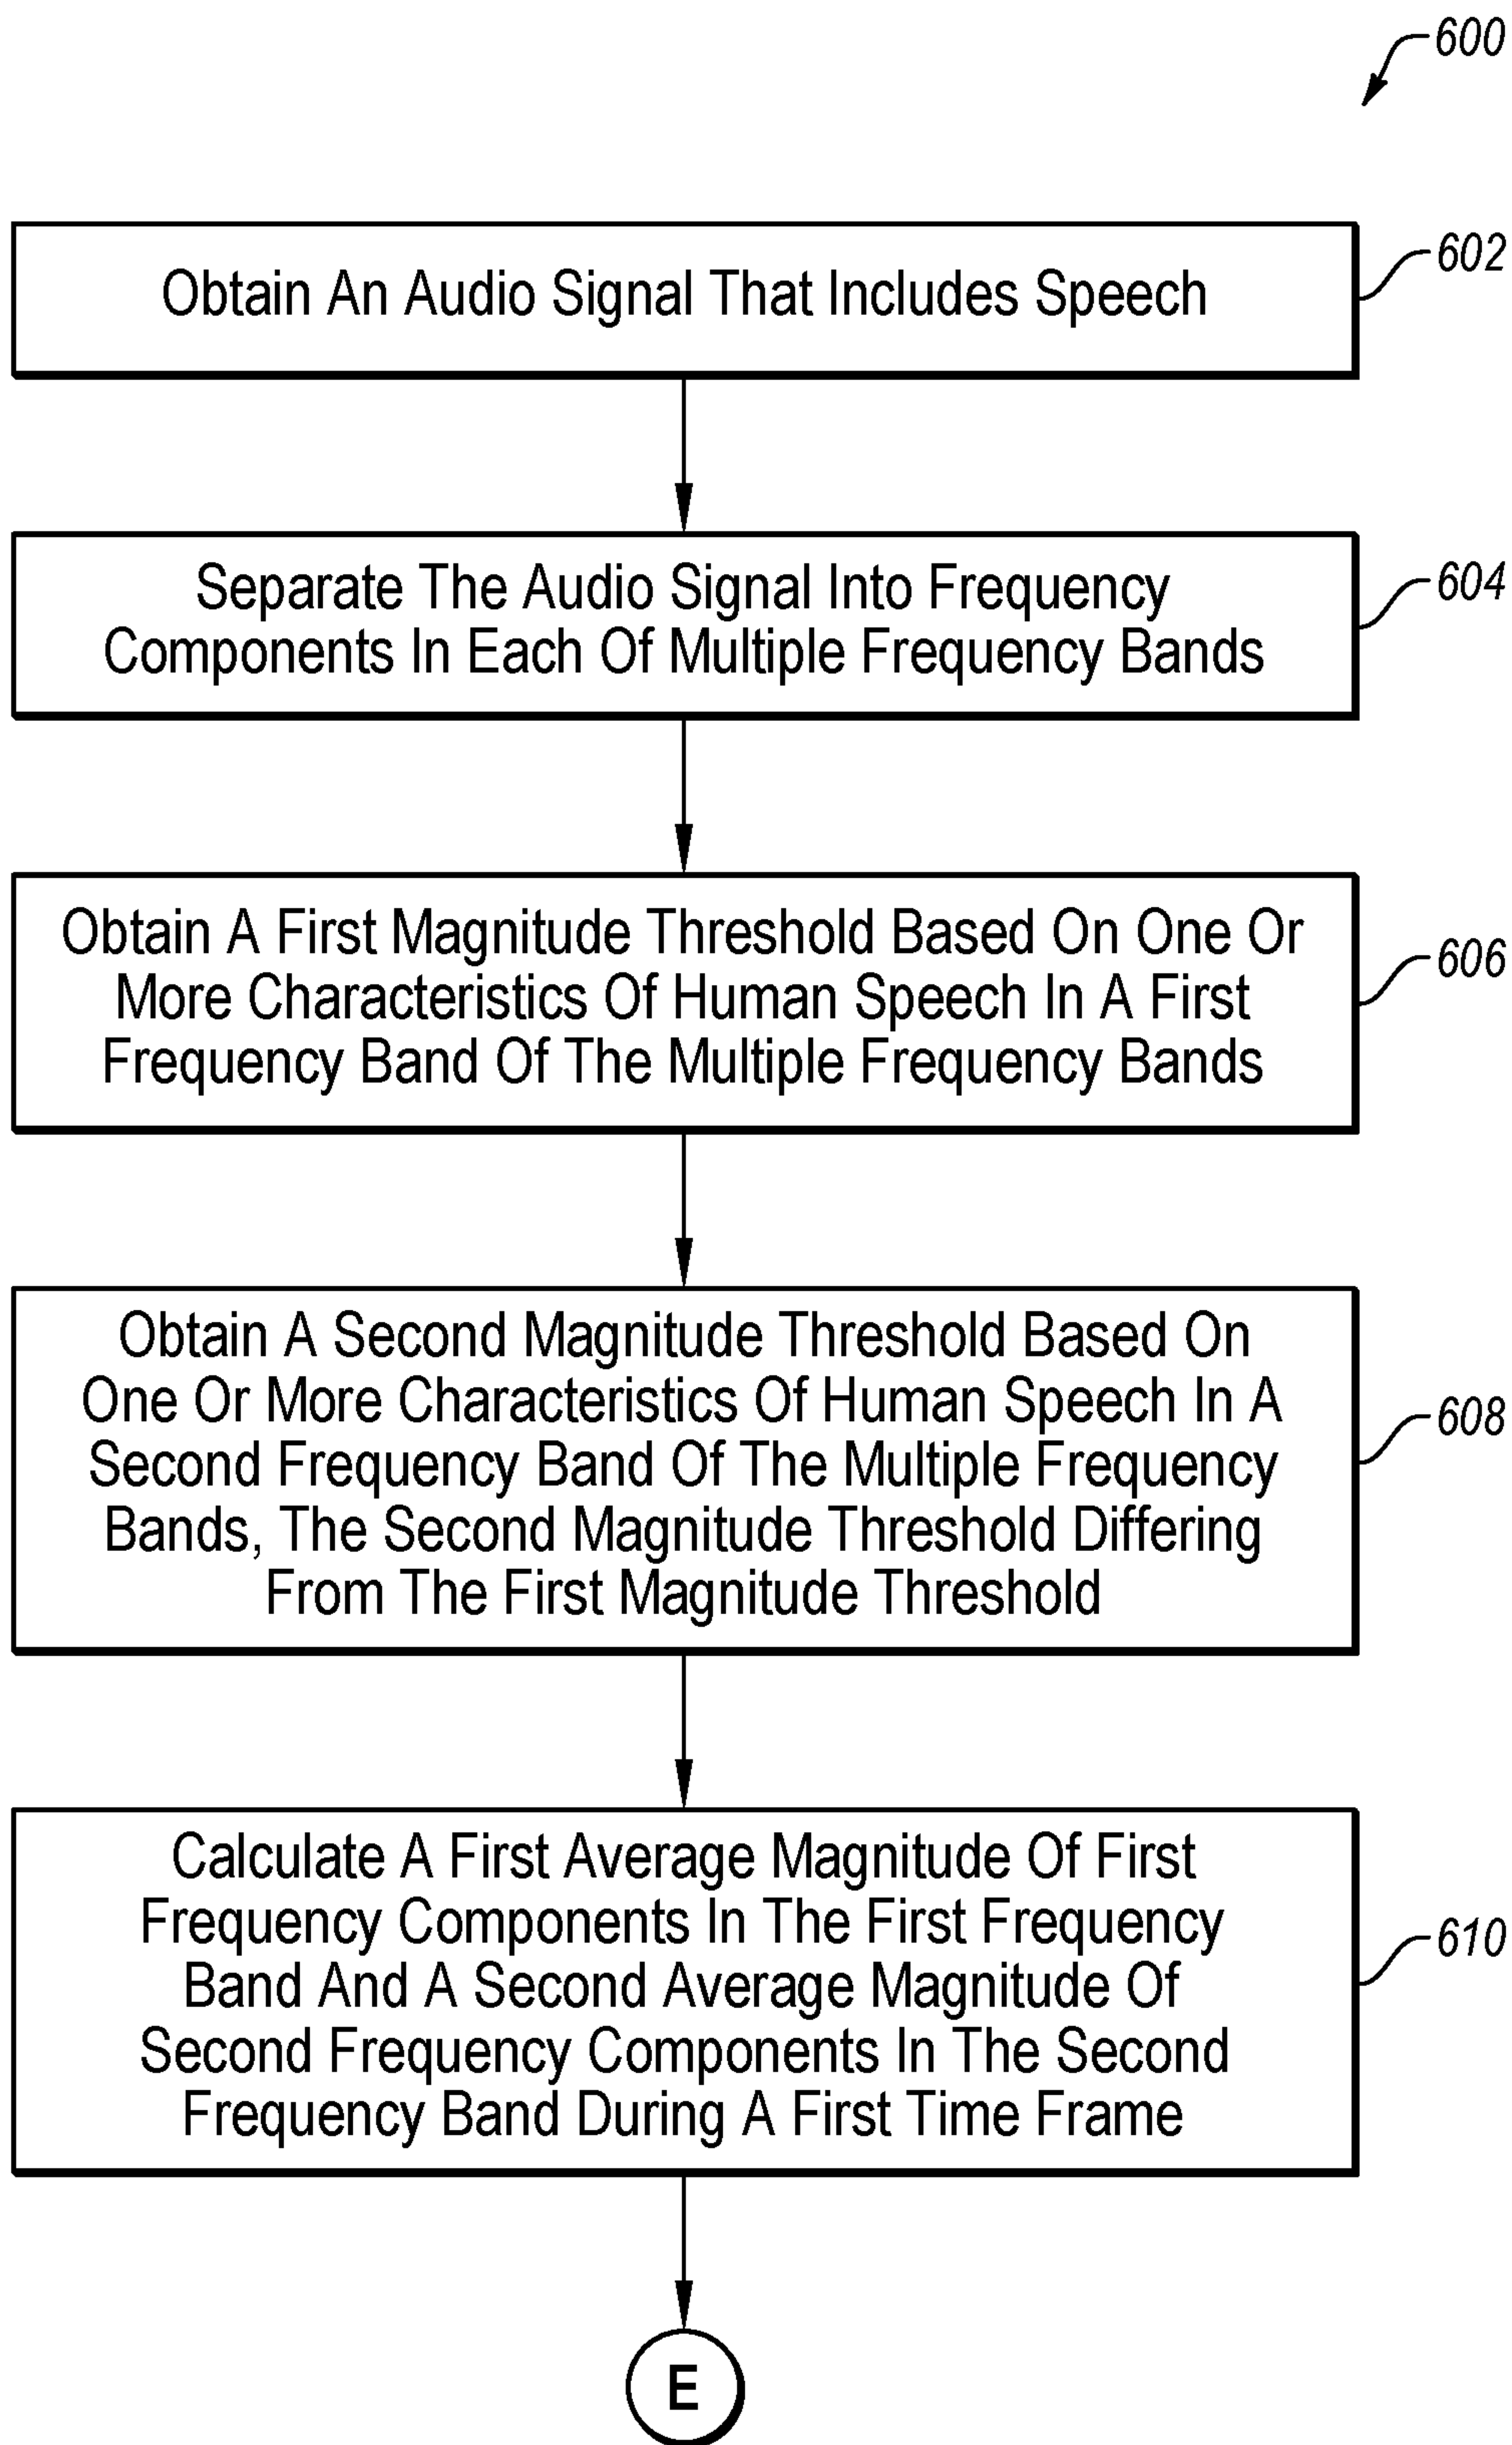 600
Obtain An Audio Signal That Includes Speech
602
Separate The Audio Signal Into Frequency
Components In Each Of Multiple Frequency Bands
604
Obtain A First Magnitude Threshold Based On One Or
More Characteristics Of Human Speech In A First
Frequency Band Of The Multiple Frequency Bands
606
Obtain A Second Magnitude Threshold Based On
One Or More Characteristics Of Human Speech In A
Second Frequency Band Of The Multiple Frequency
Bands, The Second Magnitude Threshold Differing
From The First Magnitude Threshold
608
Calculate A First Average Magnitude Of First
Frequency Components In The First Frequency
Band And A Second Average Magnitude Of
Second Frequency Components In The Second
Frequency Band During A First Time Frame
610
E